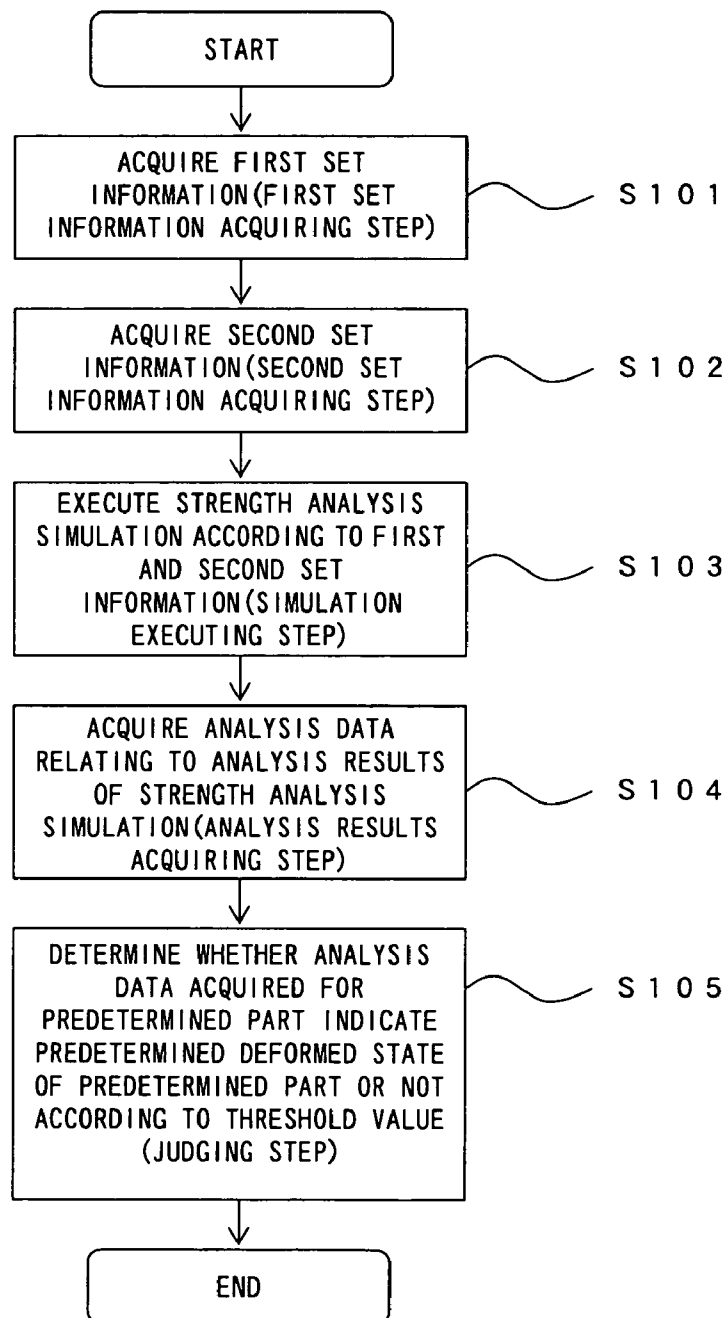 START
ACQUIRE FIRST SET
INFORMATION(FIRST SET
INFORMATION ACQUIRING STEP)
S101
ACQUIRE SECOND SET
INFORMATION(SECOND SET
INFORMATION ACQUIRING STEP)
S102
EXECUTE STRENGTH ANALYSIS
SIMULATION ACCORDING TO FIRST
AND SECOND SET
INFORMATION(SIMULATION
EXECUTING STEP)
S103
ACQUIRE ANALYSIS DATA
RELATING TO ANALYSIS RESULTS
OF STRENGTH ANALYSIS
SIMULATION(ANALYSIS RESULTS
ACQUIRING STEP)
S104
DETERMINE WHETHER ANALYSIS
DATA ACQUIRED FOR
PREDETERMINED PART INDICATE
PREDETERMINED DEFORMED STATE
OF PREDETERMINED PART OR NOT
ACCORDING TO THRESHOLD VALUE
(JUDGING STEP)
S105
END